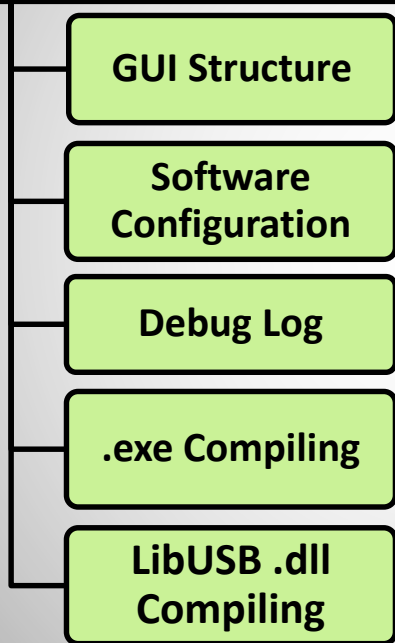 GUI Structure
Software
Configuration
Debug Log
.exe Compiling
LibUSB .dll
Compiling